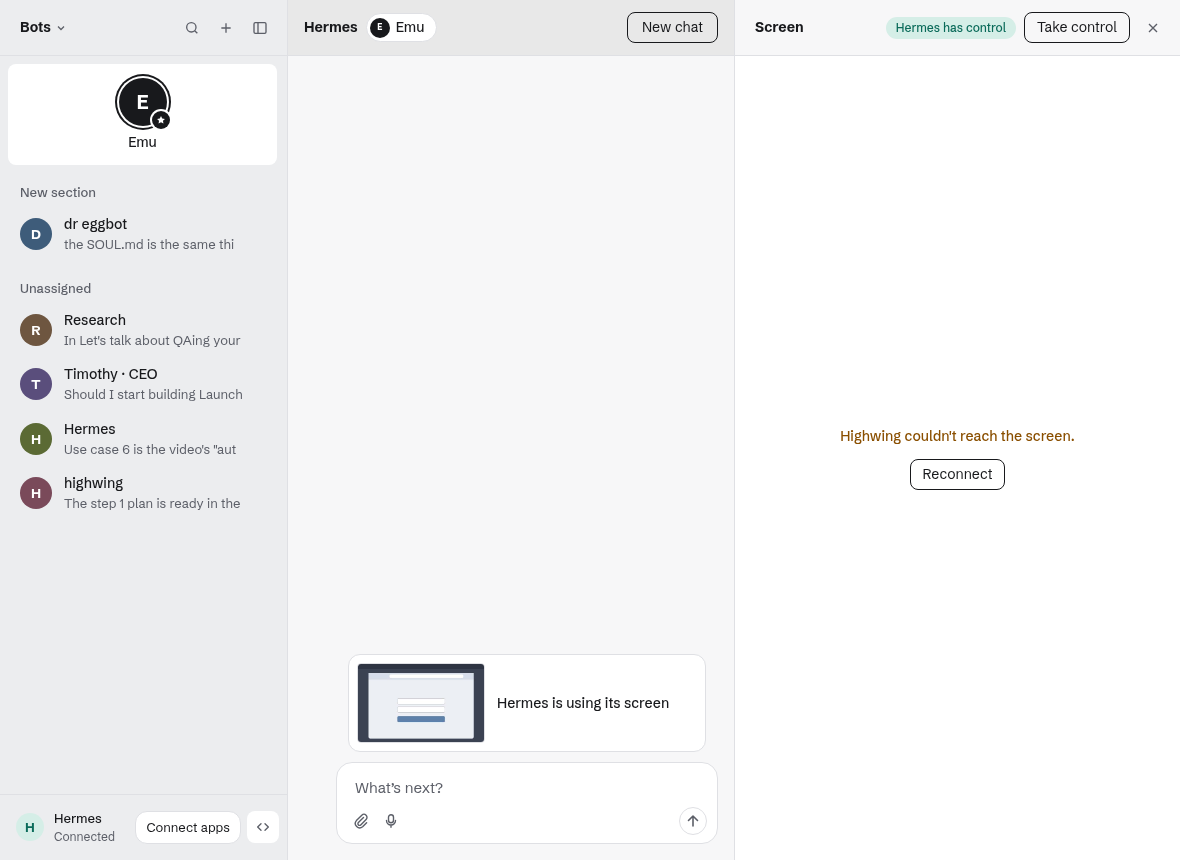 Bots
E
Emu
New section
D
dr eggbot
the SOUL.md is the same thi
Unassigned
R
Research
In Let's talk about QAing your
T
Timothy · CEO
Should I start building Launch
H
Hermes
Use case 6 is the video's "aut
H
highwing
The step 1 plan is ready in the
H
Hermes
Connected
Connect apps
Hermes
E
Emu
New chat
Hermes is using its screen
What's next?
Screen
Hermes has control
Take control
Highwing couldn't reach the screen.
Reconnect